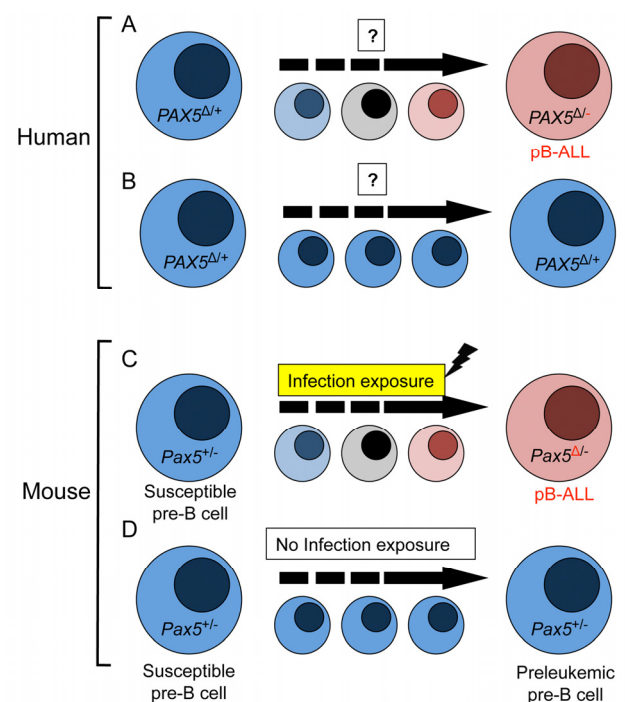 A
?
PAX5Δ/+
PAX5Δ/-
pB-ALL
Human
B
?
PAX5Δ/+
PAX5Δ/+
C
Infection exposure
Pax5+/-
Pax5Δ/-
Susceptible
pre-B cell
pB-ALL
Mouse
D
No Infection exposure
Pax5+/-
Pax5+/-
Susceptible
pre-B cell
Preleukemic
pre-B cell